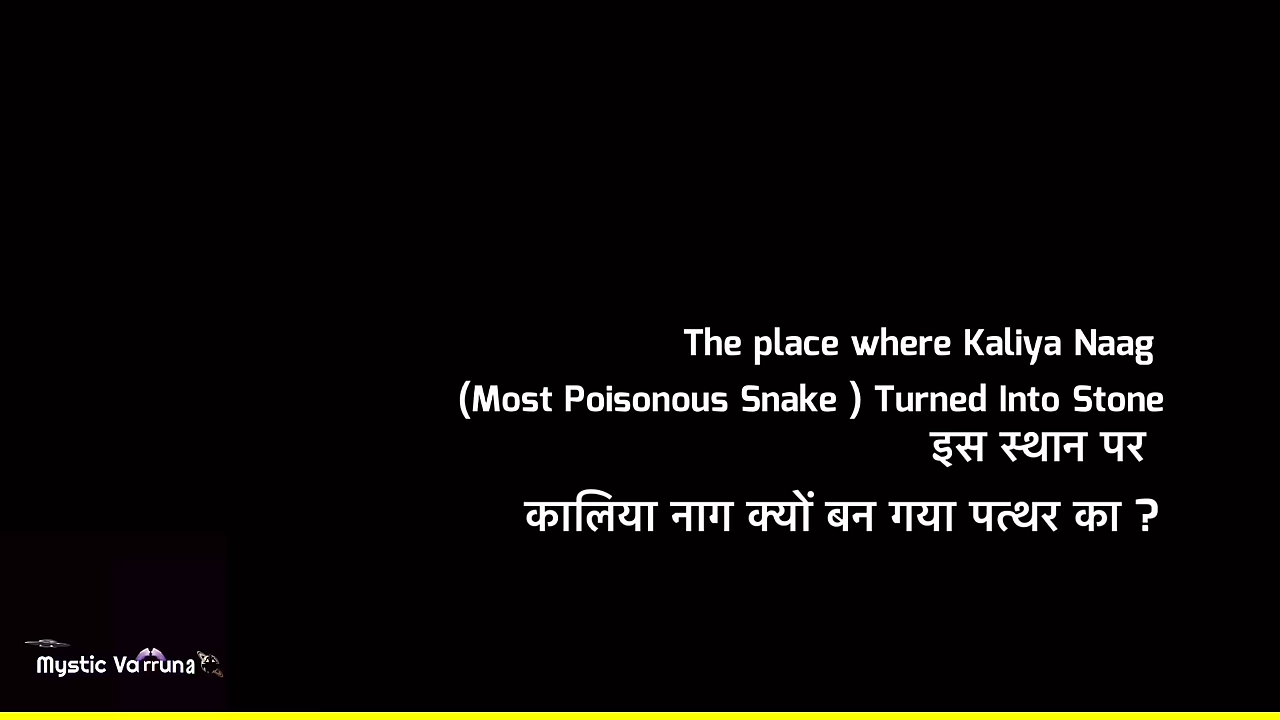 The place where Kaliya Naag
(Most Poisonous Snake ) Turned Into Stone
इस स्थान पर
कालिया नाग क्यों बन गया पत्थर का ?
Mystic Varruna